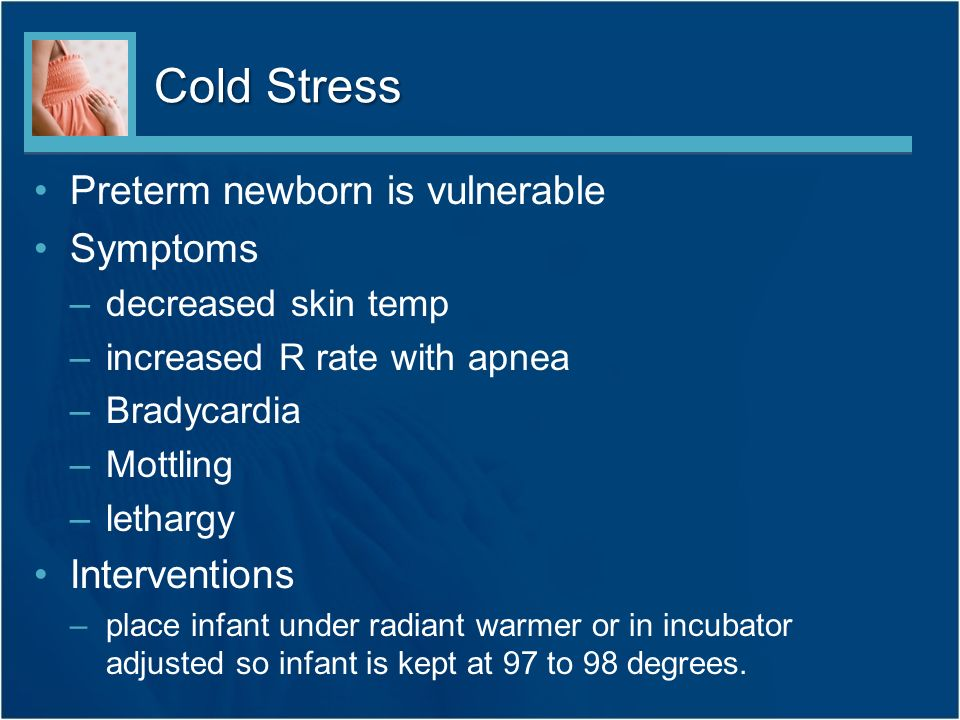 Cold Stress
• Preterm newborn is vulnerable
• Symptoms
– decreased skin temp
– increased R rate with apnea
– Bradycardia
– Mottling
– lethargy
• Interventions
– place infant under radiant warmer or in incubator
adjusted so infant is kept at 97 to 98 degrees.